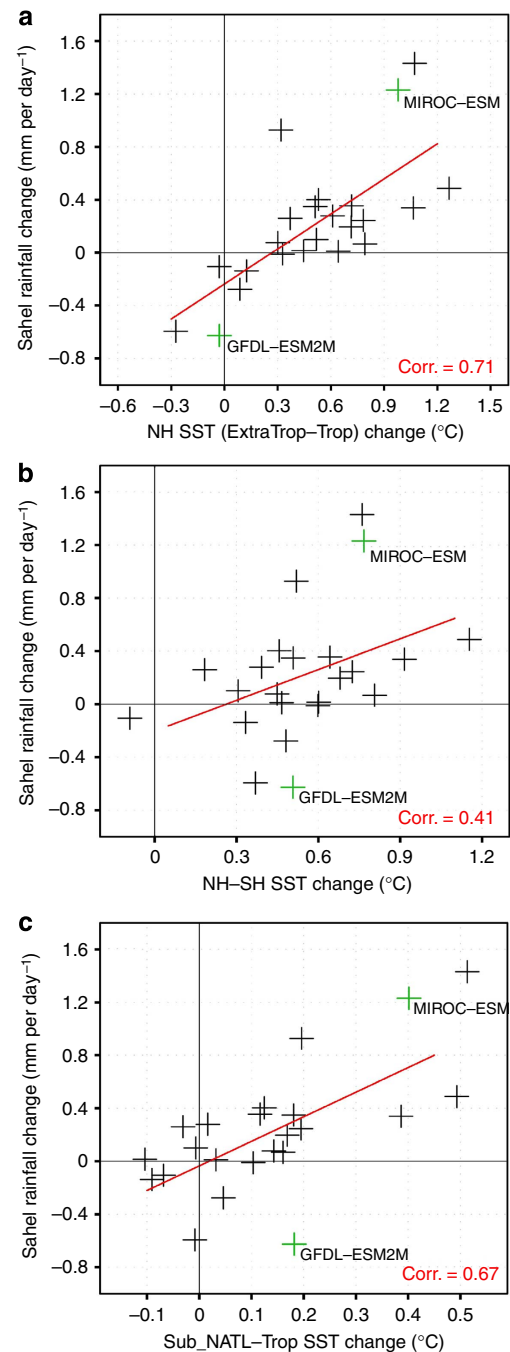 a
Sahel rainfall change (mm per day⁻¹)
1.6
1.2
0.8
0.4
0
−0.4
−0.8
MIROC–ESM
GFDL–ESM2M
Corr. = 0.71
−0.6 −0.3 0 0.3 0.6 0.9 1.2 1.5
NH SST (ExtraTrop–Trop) change (°C)
b
Sahel rainfall change (mm per day⁻¹)
1.6
1.2
0.8
0.4
0
−0.4
−0.8
MIROC–ESM
GFDL–ESM2M
Corr. = 0.41
0 0.3 0.6 0.9 1.2
NH–SH SST change (°C)
c
Sahel rainfall change (mm per day⁻¹)
1.6
1.2
0.8
0.4
0
−0.4
−0.8
MIROC–ESM
GFDL–ESM2M
Corr. = 0.67
−0.1 0 0.1 0.2 0.3 0.4 0.5
Sub_NATL–Trop SST change (°C)